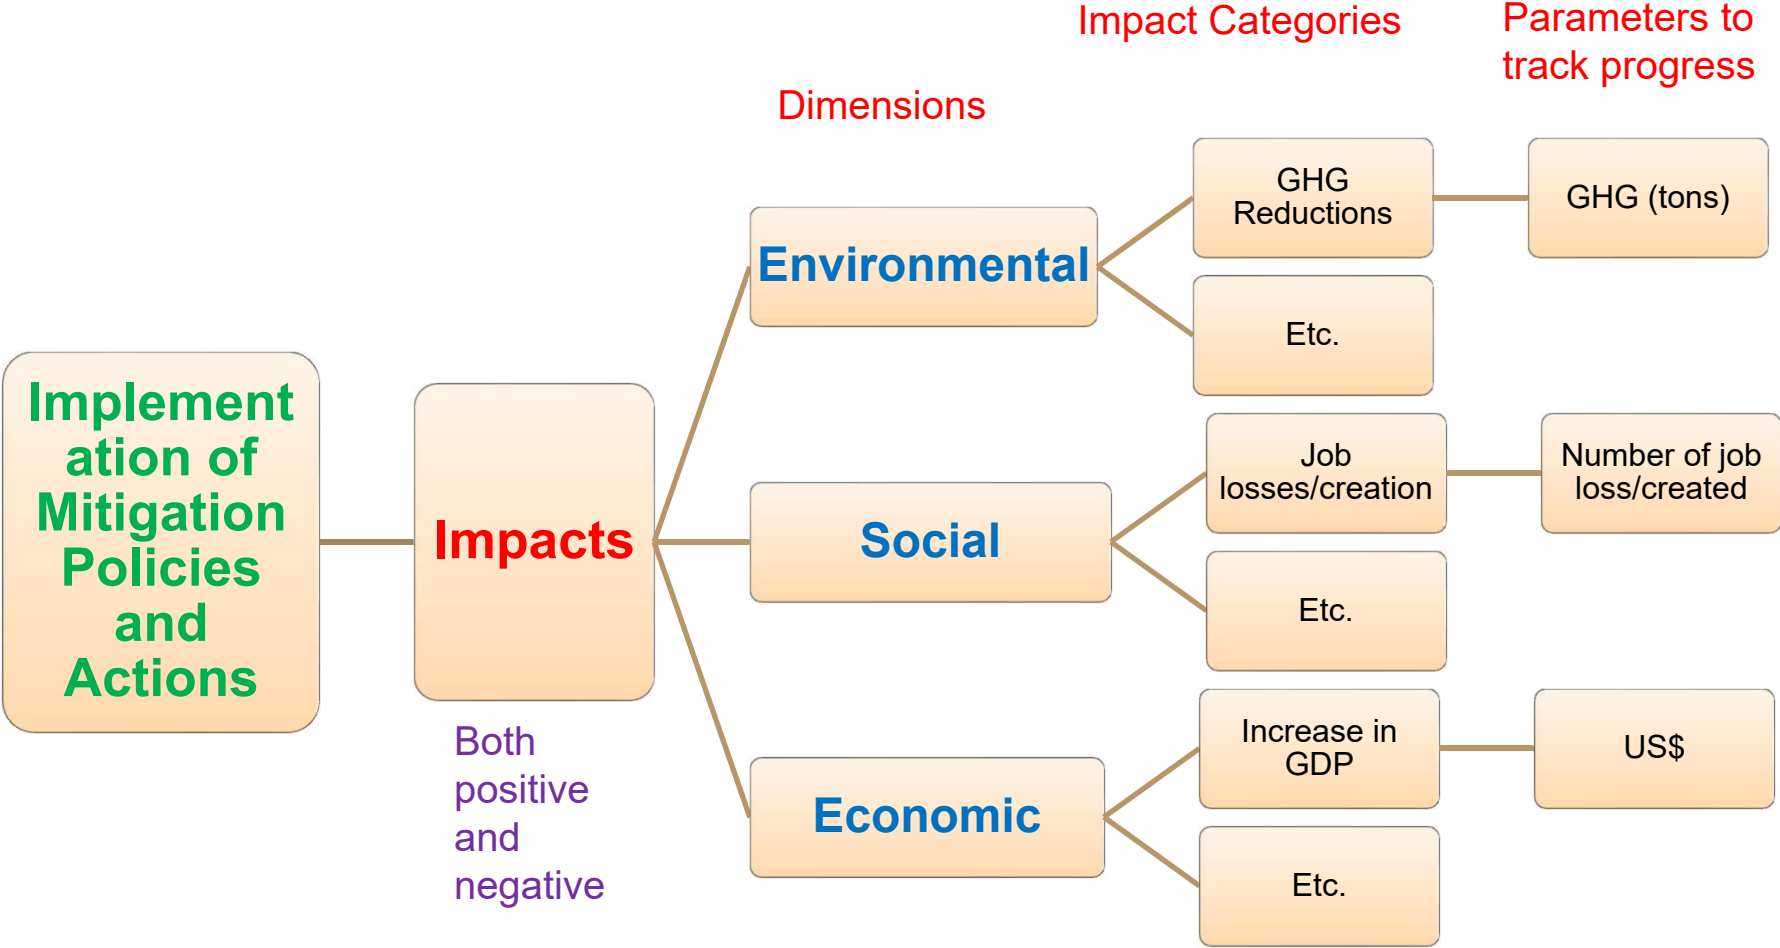 Impact Categories
Parameters to
track progress
Dimensions
GHG
Reductions
GHG (tons)
Environmental
Etc.
Implement
ation of
Mitigation
Policies
and
Actions
Impacts
Both
positive
and
negative
Social
Job
losses/creation
Number of job
loss/created
Etc.
Economic
Increase in
GDP
US$
Etc.